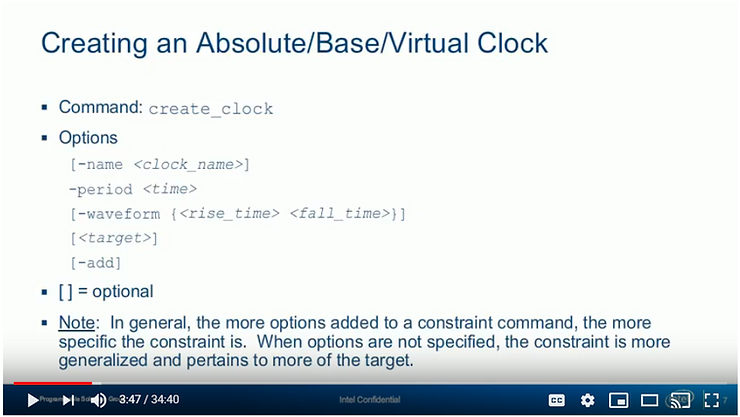 Creating an Absolute/Base/Virtual Clock
▪ Command: create_clock
▪ Options
[-name <clock_name>]
-period <time>
[-waveform {<rise_time> <fall_time>}]
[<target>]
[-add]
▪ [ ] = optional
▪ Note: In general, the more options added to a constraint command, the more
specific the constraint is. When options are not specified, the constraint is more
generalized and pertains to more of the target.
3:47 / 34:40
Intel Confidential
CC
7